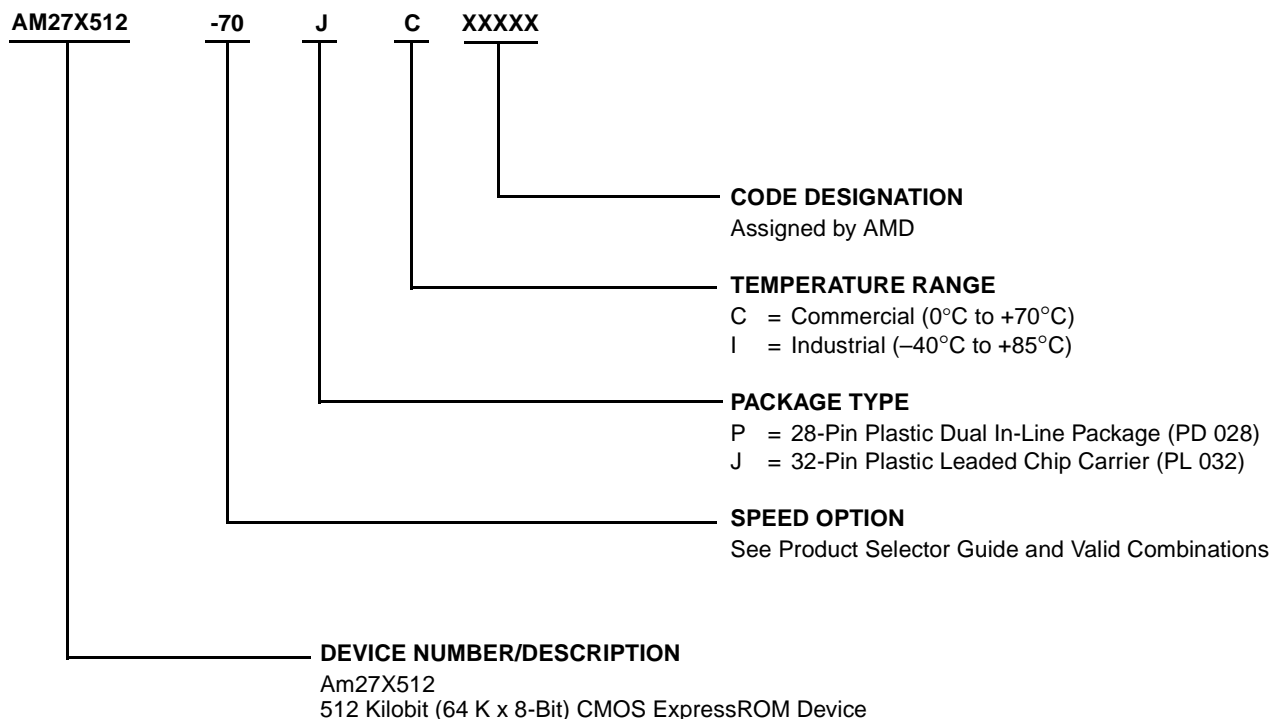 AM27X512 -70 J C XXXXX
CODE DESIGNATION
Assigned by AMD
TEMPERATURE RANGE
C = Commercial (0°C to +70°C)
I = Industrial (–40°C to +85°C)
PACKAGE TYPE
P = 28-Pin Plastic Dual In-Line Package (PD 028)
J = 32-Pin Plastic Leaded Chip Carrier (PL 032)
SPEED OPTION
See Product Selector Guide and Valid Combinations
DEVICE NUMBER/DESCRIPTION
Am27X512
512 Kilobit (64 K x 8-Bit) CMOS ExpressROM Device